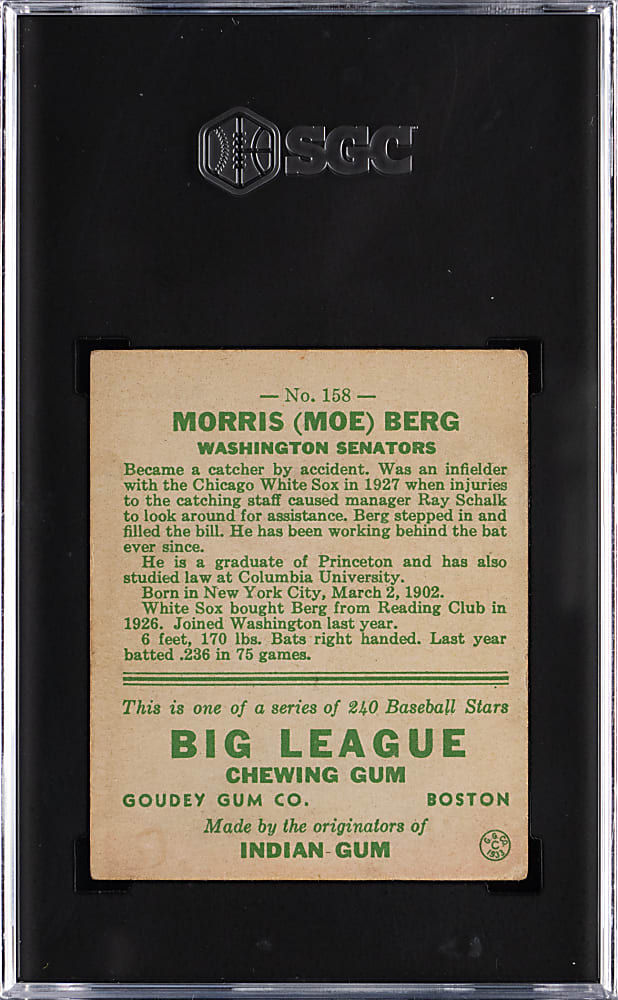 SGC
— No. 158 —
MORRIS (MOE) BERG
WASHINGTON SENATORS
Became a catcher by accident. Was an infielder
with the Chicago White Sox in 1927 when injuries
to the catching staff caused manager Ray Schalk
to look around for assistance. Berg stepped in and
filled the bill. He has been working behind the bat
ever since.
He is a graduate of Princeton and has also
studied law at Columbia University.
Born in New York City, March 2, 1902.
White Sox bought Berg from Reading Club in
1926. Joined Washington last year.
6 feet, 170 lbs. Bats right handed. Last year
batted .236 in 75 games.
This is one of a series of 240 Baseball Stars
BIG LEAGUE
CHEWING GUM
GOUDEY GUM CO. BOSTON
Made by the originators of
INDIAN GUM
G. G. CO.
C
1933